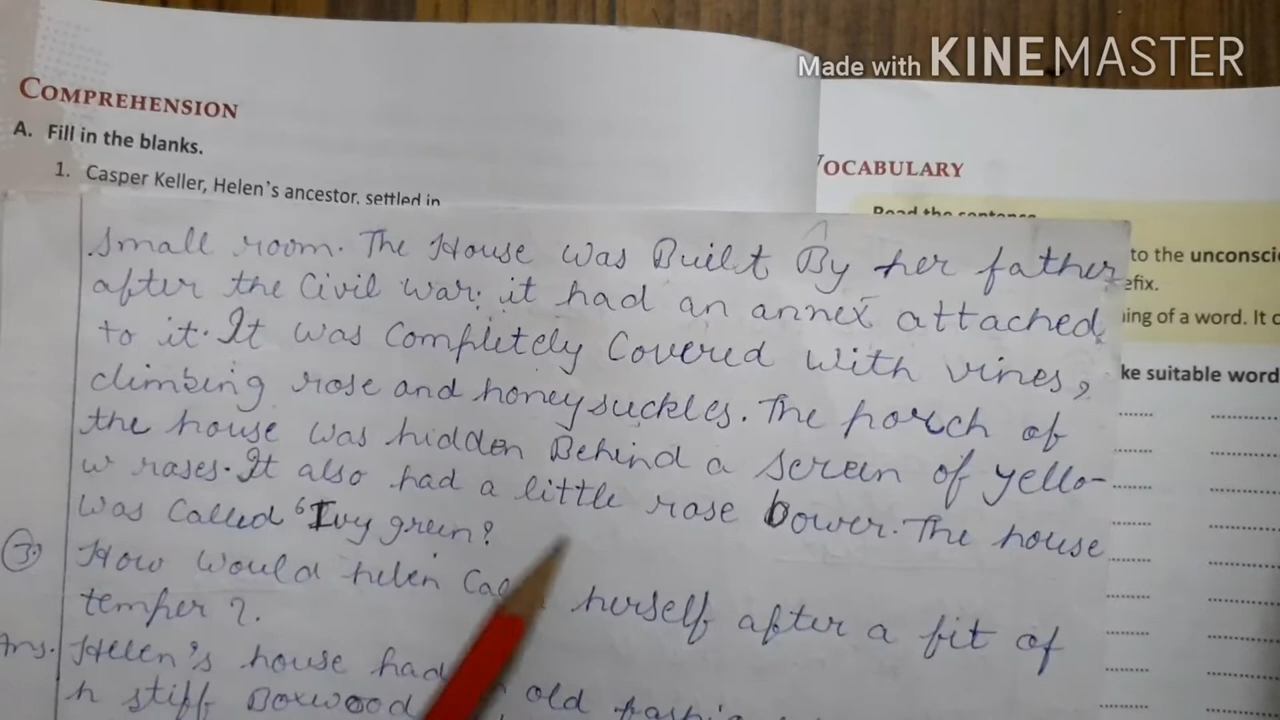 Made with KINEMASTER
COMPREHENSION
A. Fill in the blanks.
1. Casper Keller, Helen's ancestor, settled in
VOCABULARY
Read the sentence
to the unconsci
efix.
ing of a word. It c
ke suitable word
small room. The House was Built By her father
after the Civil war. it had an annex attached
to it. It was completely covered with vines,
climbing rose and honeysuckles. The porch of
the house was hidden Behind a screen of yello-
w roses. It also had a little rose bower. The house
was called 'Ivy green?
3. How would helen herself after a fit of
temper ?.
Ans. Helen's house had old
h stiff Boxwood